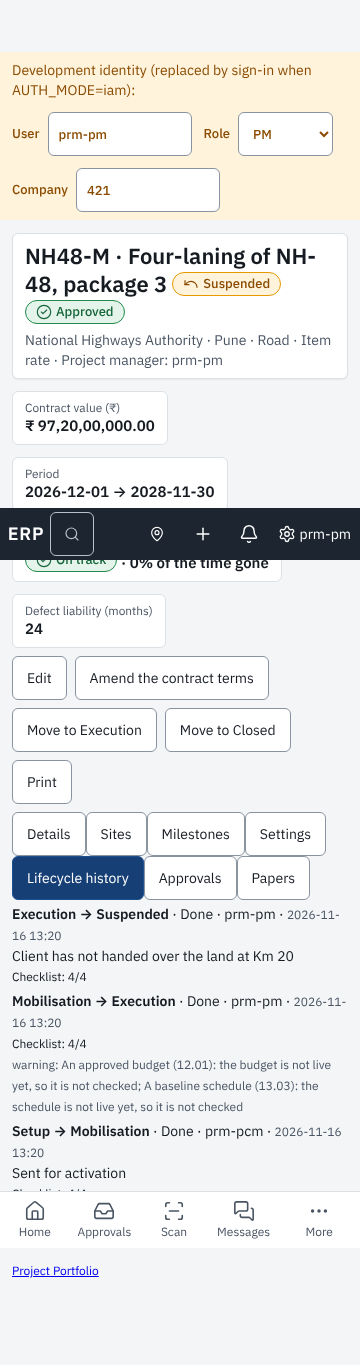 Development identity (replaced by sign-in when
AUTH_MODE=iam):
User prm-pm Role PM
Company 421
NH48-M · Four-laning of NH-
48, package 3 Suspended
Approved
National Highways Authority · Pune · Road · Item
rate · Project manager: prm-pm
Contract value (₹)
₹ 97,20,00,000.00
Period
2026-12-01 → 2028-11-30
ERP prm-pm
On track · 0% of the time gone
Defect liability (months)
24
Edit Amend the contract terms
Move to Execution Move to Closed
Print
Details Sites Milestones Settings
Lifecycle history Approvals Papers
Execution → Suspended · Done · prm-pm · 2026-11-
16 13:20
Client has not handed over the land at Km 20
Checklist: 4/4
Mobilisation → Execution · Done · prm-pm · 2026-11-
16 13:20
Checklist: 4/4
warning: An approved budget (12.01): the budget is not live
yet, so it is not checked; A baseline schedule (13.03): the
schedule is not live yet, so it is not checked
Setup → Mobilisation · Done · prm-pcm · 2026-11-16
13:20
Sent for activation
Home Approvals Scan Messages More
Project Portfolio